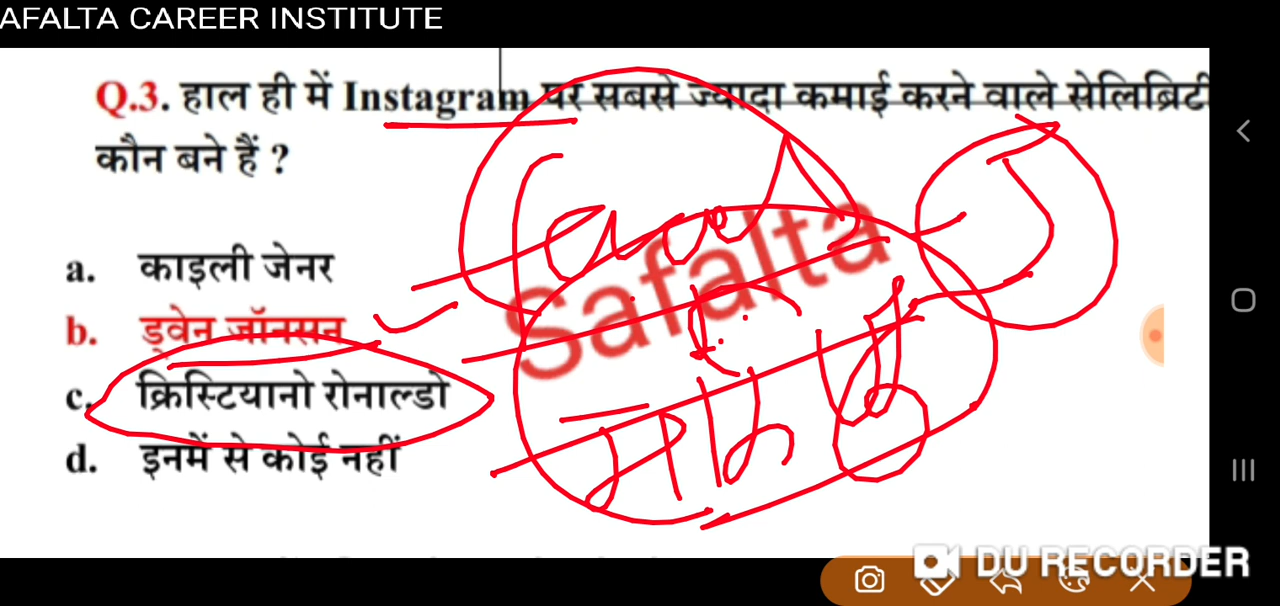 AFALTA CAREER INSTITUTE
Q.3. हाल ही में Instagram पर सबसे ज्यादा कमाई करने वाले सेलिब्रिटी
कौन बने हैं ?
a. काइली जेनर
b. ड्वेन जॉनसन
c. क्रिस्टियानो रोनाल्डो
d. इनमें से कोई नहीं
Safalta
DU RECORDER